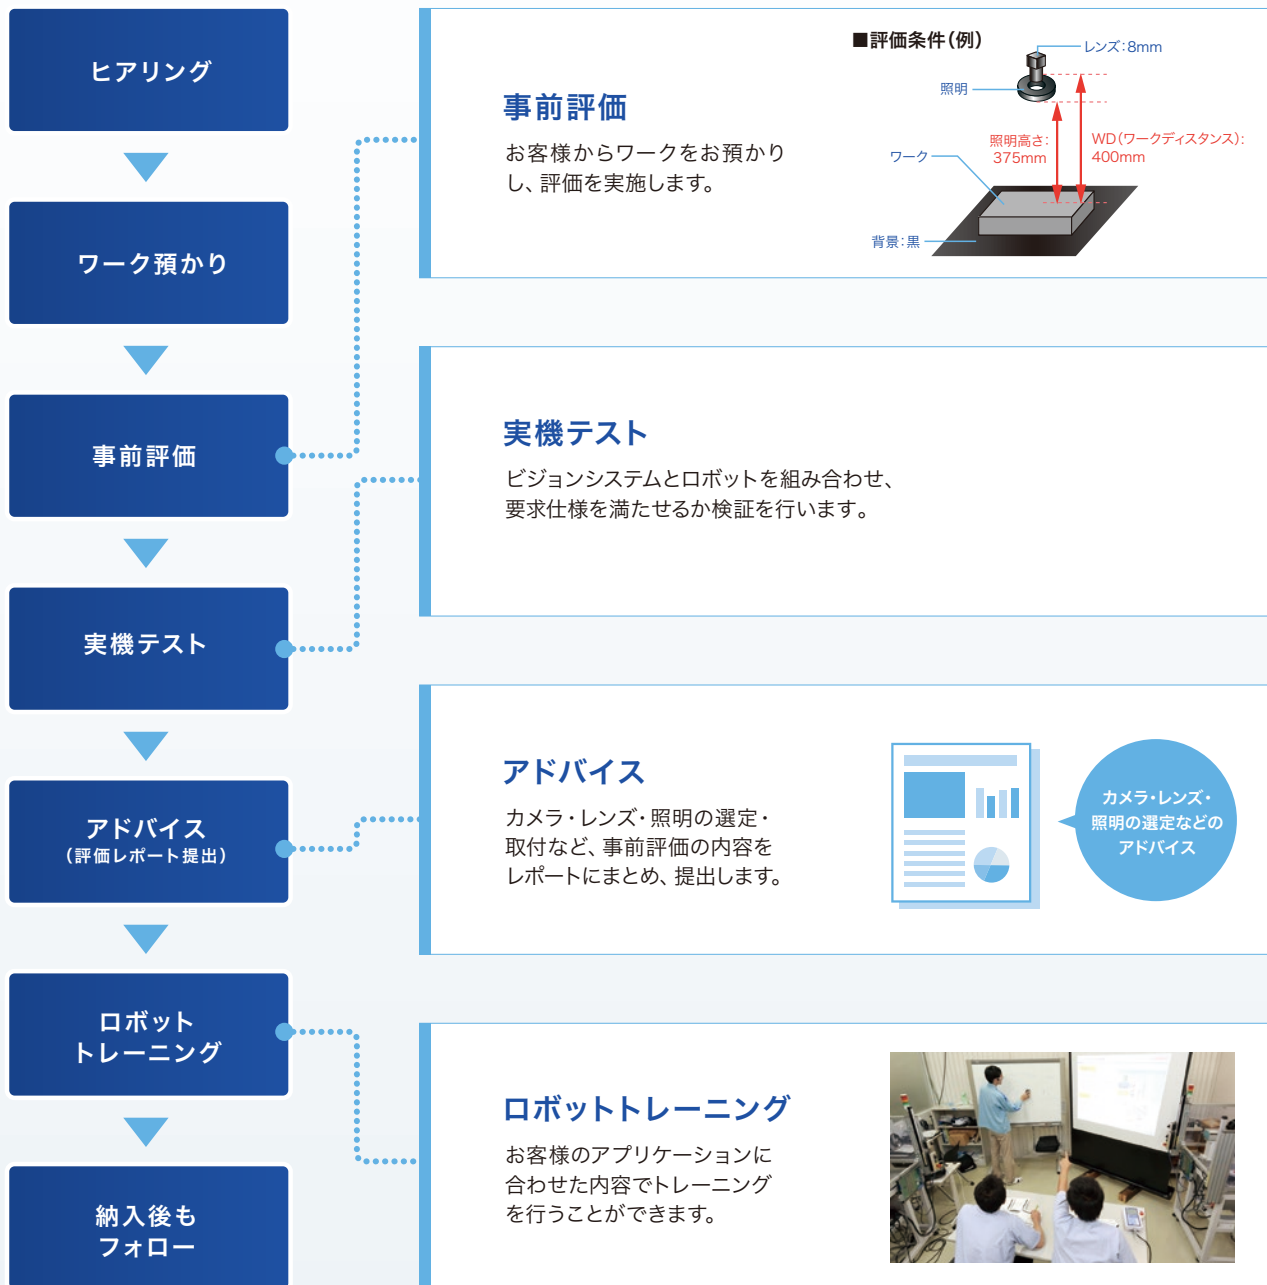 ヒアリング
ワーク預かり
事前評価
実機テスト
アドバイス
（評価レポート提出）
ロボット
トレーニング
納入後も
フォロー
事前評価
お客様からワークをお預かり
し、評価を実施します。
■評価条件（例）
レンズ：8mm
照明
照明高さ：
375mm
WD（ワークディスタンス）：
400mm
ワーク
背景：黒
実機テスト
ビジョンシステムとロボットを組み合わせ、
要求仕様を満たせるか検証を行います。
アドバイス
カメラ・レンズ・照明の選定・
取付など、事前評価の内容を
レポートにまとめ、提出します。
カメラ・レンズ・
照明の選定などの
アドバイス
ロボットトレーニング
お客様のアプリケーションに
合わせた内容でトレーニング
を行うことができます。